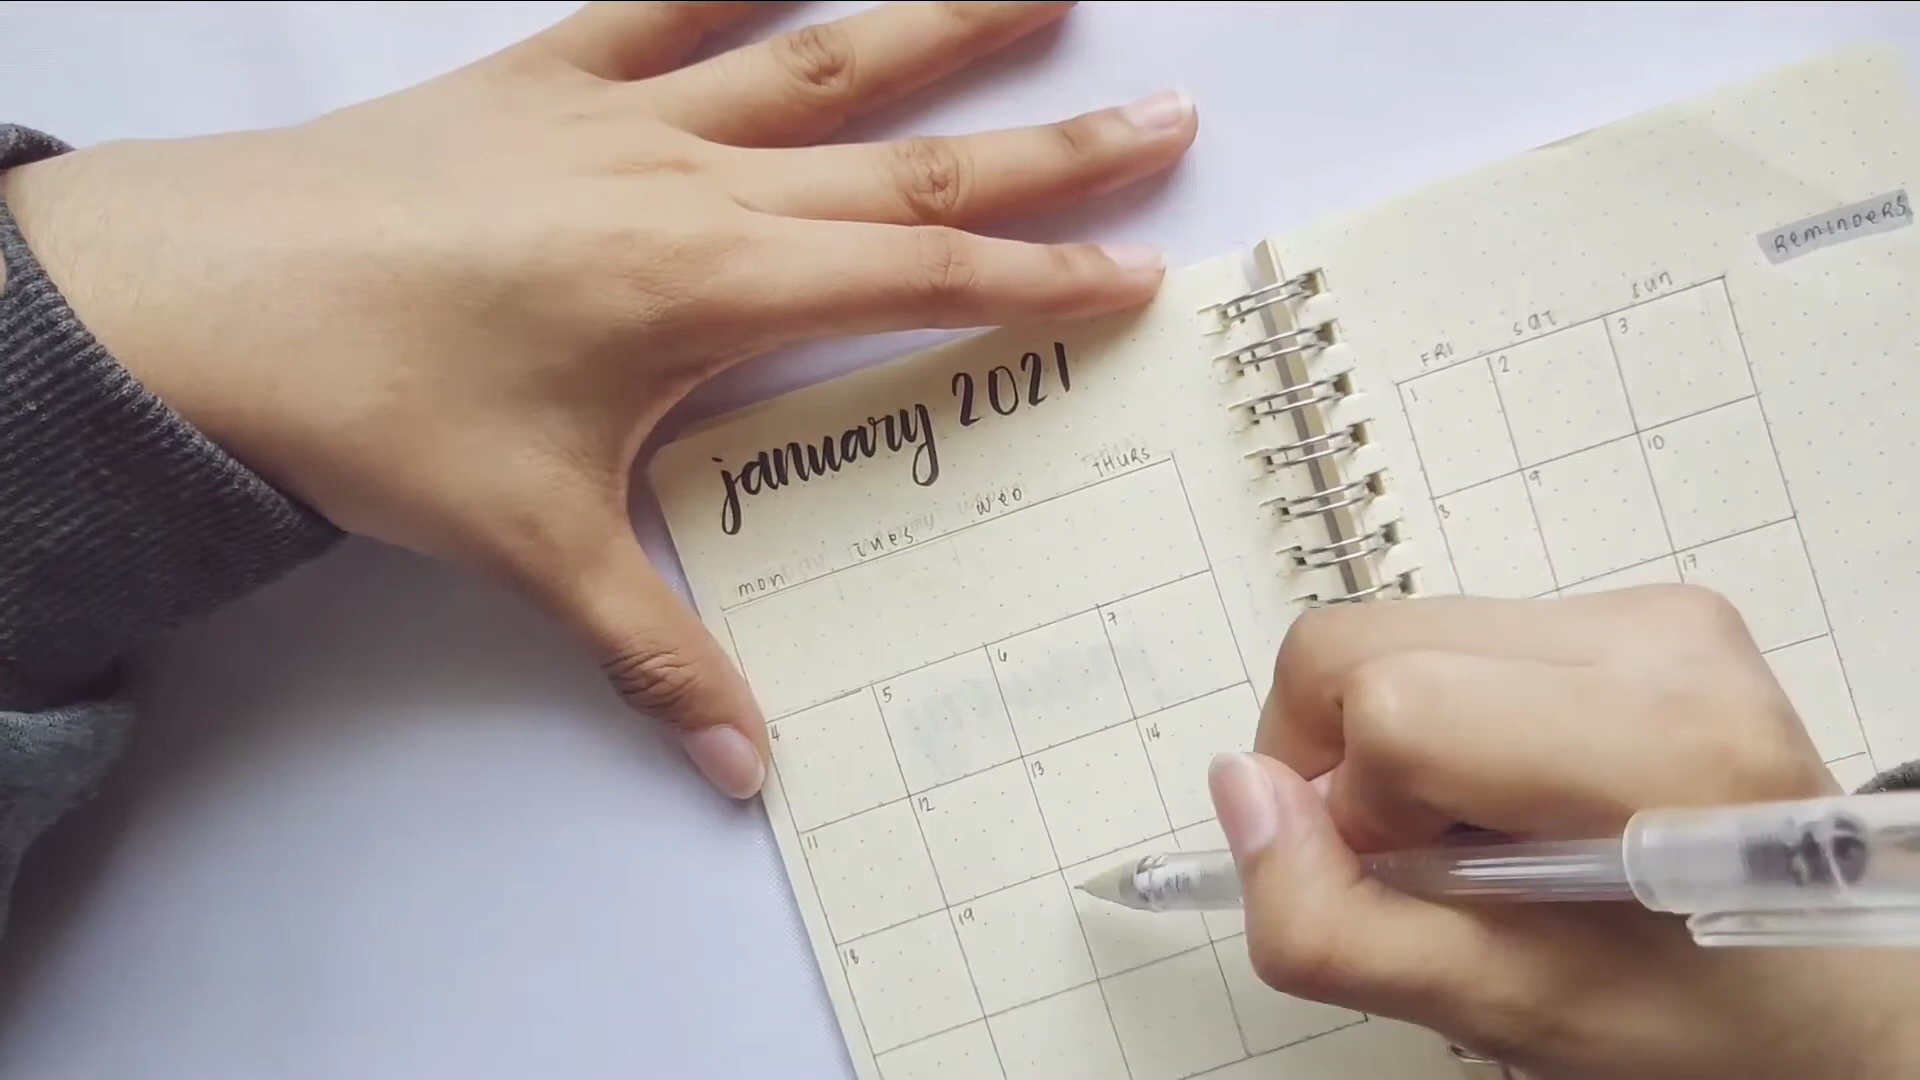 january 2021
mon tues wed THURS
4 5 6 7
11 12 13 14
18 19
Reminders
FRI sat sun
1 2 3
8 9 10
17